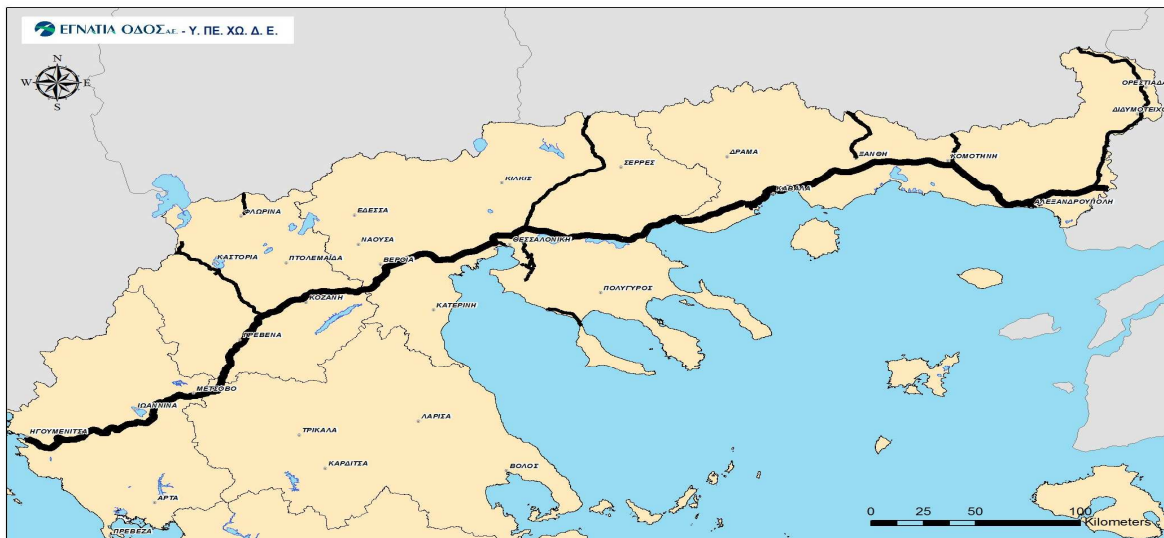 ΕΓΝΑΤΙΑ ΟΔΟΣ Α.Ε. - Υ. ΠΕ. ΧΩ. Δ. Ε.
N
W E
S
ΟΡΕΣΤΙΑΔΑ
ΔΙΔΥΜΟΤΕΙΧΟ
ΔΡΑΜΑ
ΞΑΝΘΗ
ΚΟΜΟΤΗΝΗ
ΣΕΡΡΕΣ
ΚΙΛΚΙΣ
ΚΑΒΑΛΑ
ΑΛΕΞΑΝΔΡΟΥΠΟΛΗ
ΦΛΩΡΙΝΑ
ΕΔΕΣΣΑ
ΝΑΟΥΣΑ
ΘΕΣΣΑΛΟΝΙΚΗ
ΚΑΣΤΟΡΙΑ
ΠΤΟΛΕΜΑΪΔΑ
ΒΕΡΟΙΑ
ΠΟΛΥΓΥΡΟΣ
ΚΟΖΑΝΗ
ΚΑΤΕΡΙΝΗ
ΓΡΕΒΕΝΑ
ΜΕΤΣΟΒΟ
ΙΩΑΝΝΙΝΑ
ΛΑΡΙΣΑ
ΗΓΟΥΜΕΝΙΤΣΑ
ΤΡΙΚΑΛΑ
ΚΑΡΔΙΤΣΑ
ΒΟΛΟΣ
ΑΡΤΑ
ΠΡΕΒΕΖΑ
0 25 50 100
Kilometers